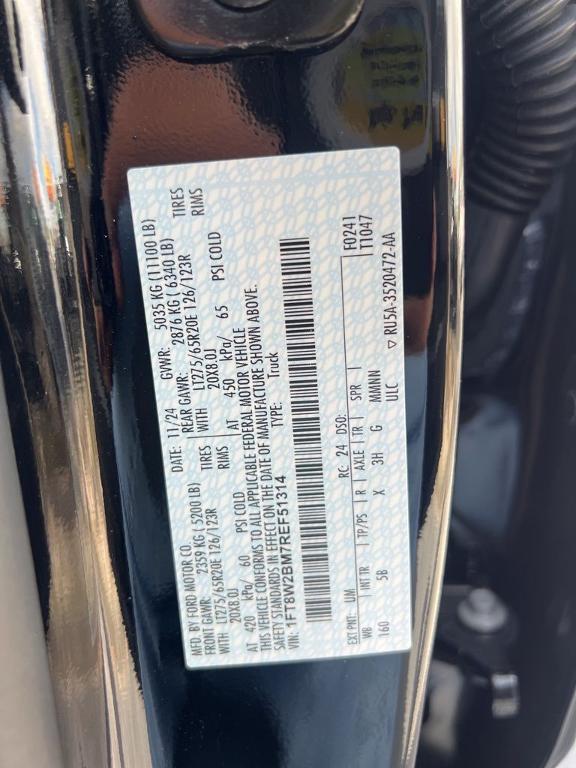 MFD. BY FORD MOTOR CO.
DATE: 11/24 GVWR: 5035 KG (11100 LB)
FRONT GAWR: 2359 KG (5200 LB) REAR GAWR: 2876 KG (6340 LB)
WITH LT275/65R20E 126/123R TIRES WITH LT275/65R20E 126/123R TIRES
20X8.0J RIMS 20X8.0J RIMS
AT 420 kPa/ 60 PSI COLD AT 450 kPa/ 65 PSI COLD
THIS VEHICLE CONFORMS TO ALL APPLICABLE FEDERAL MOTOR VEHICLE
SAFETY STANDARDS IN EFFECT ON THE DATE OF MANUFACTURE SHOWN ABOVE.
1FT8W2BM7REF51314 TYPE: Truck
F0241
T1047
EXT PNT: UM RC: 24 DSO:
WB INT TR TP/PS R AXLE TR SPR
160 5B X 3H G MMNN
ULC ▽ RU5A-3520472-AA